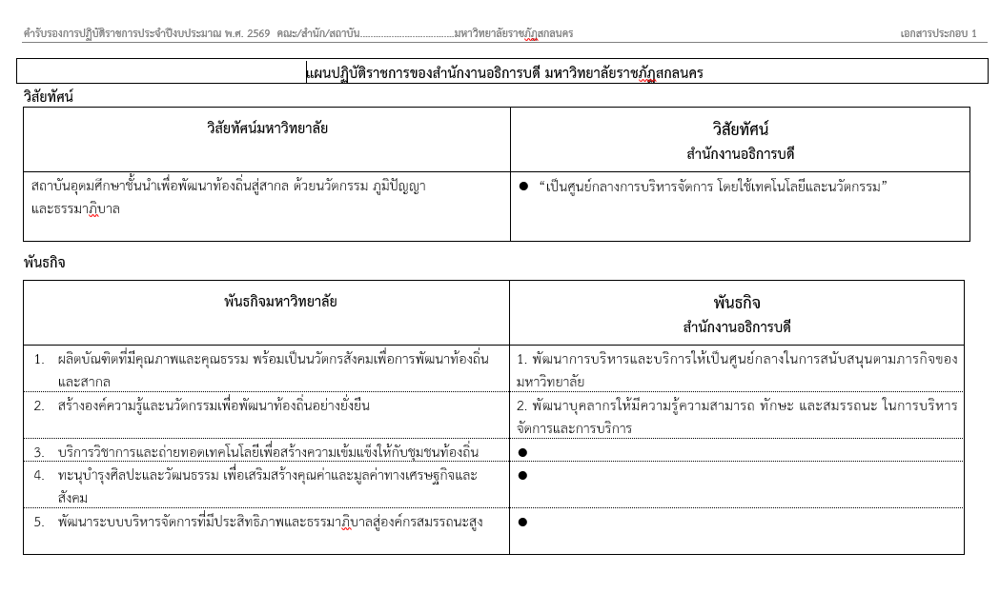 คำรับรองการปฏิบัติราชการประจำปีงบประมาณ พ.ศ. 2569 คณะ/สำนัก/สถาบัน....................................มหาวิทยาลัยราชภัฏสกลนคร เอกสารประกอบ 1
แผนปฏิบัติราชการของสำนักงานอธิการบดี มหาวิทยาลัยราชภัฏสกลนคร
วิสัยทัศน์
วิสัยทัศน์มหาวิทยาลัย
วิสัยทัศน์
สำนักงานอธิการบดี
สถาบันอุดมศึกษาชั้นนำเพื่อพัฒนาท้องถิ่นสู่สากล ด้วยนวัตกรรม ภูมิปัญญา
และธรรมาภิบาล
● “เป็นศูนย์กลางการบริหารจัดการ โดยใช้เทคโนโลยีและนวัตกรรม”
พันธกิจ
พันธกิจมหาวิทยาลัย
พันธกิจ
สำนักงานอธิการบดี
1. ผลิตบัณฑิตที่มีคุณภาพและคุณธรรม พร้อมเป็นนวัตกรสังคมเพื่อการพัฒนาท้องถิ่น
และสากล
1. พัฒนาการบริหารและบริการให้เป็นศูนย์กลางในการสนับสนุนตามภารกิจของ
มหาวิทยาลัย
2. สร้างองค์ความรู้และนวัตกรรมเพื่อพัฒนาท้องถิ่นอย่างยั่งยืน
2. พัฒนาบุคลากรให้มีความรู้ความสามารถ ทักษะ และสมรรถนะ ในการบริหาร
จัดการและการบริการ
3. บริการวิชาการและถ่ายทอดเทคโนโลยีเพื่อสร้างความเข้มแข็งให้กับชุมชนท้องถิ่น
●
4. ทะนุบำรุงศิลปะและวัฒนธรรม เพื่อเสริมสร้างคุณค่าและมูลค่าทางเศรษฐกิจและ
สังคม
●
5. พัฒนาระบบบริหารจัดการที่มีประสิทธิภาพและธรรมาภิบาลสู่องค์กรสมรรถนะสูง
●